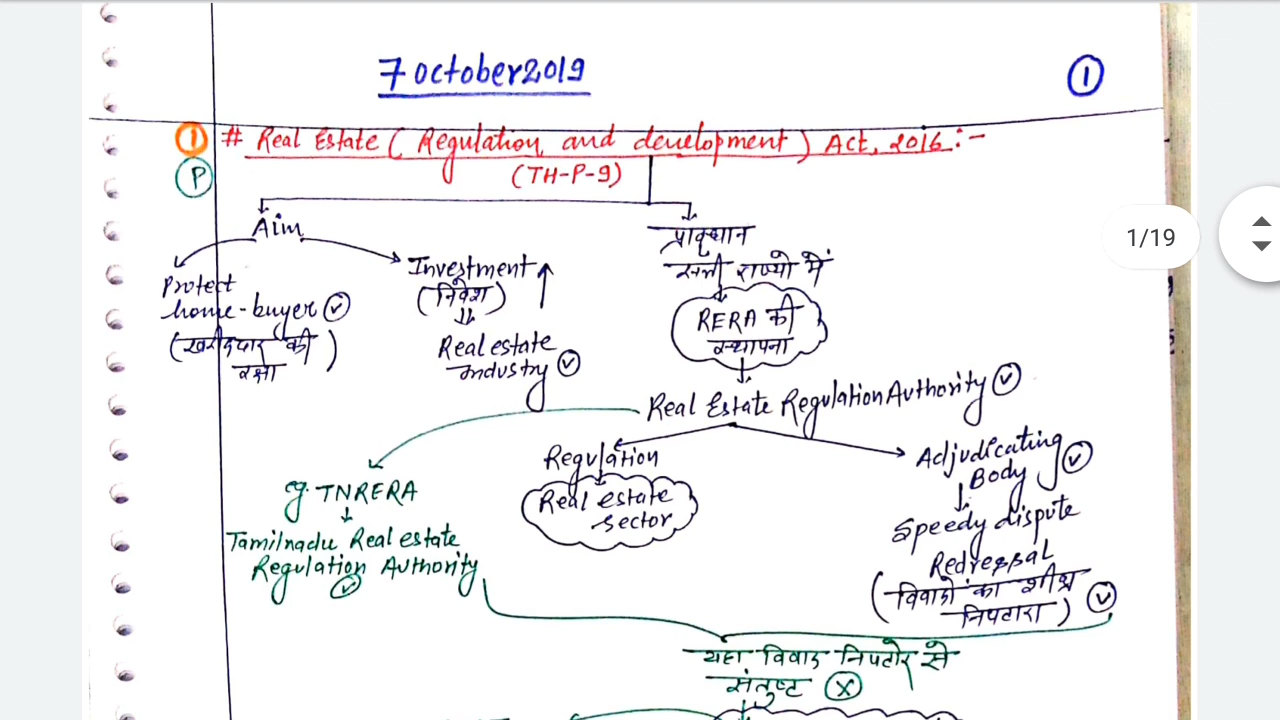 7 october 2019
1
1 # Real Estate ( Regulation and development ) Act, 2016:-
P
(TH-P-9)
Aim
प्रावधान
सभी राज्यो में
Protect
home-buyer
(खरीददार की
रक्षा)
Investment
(निवेश)
Real estate
industry
RERA की
स्थापना
Real Estate Regulation Authority
Regulation
Real estate
sector
Adjudicating
Body
Speedy dispute
Redressal
(विवादों का शीघ्र
निपटारा)
eg. TNRERA
Tamilnadu Real estate
Regulation Authority
यहा विवाद निपटोर से
संतुष्ट X
1/19